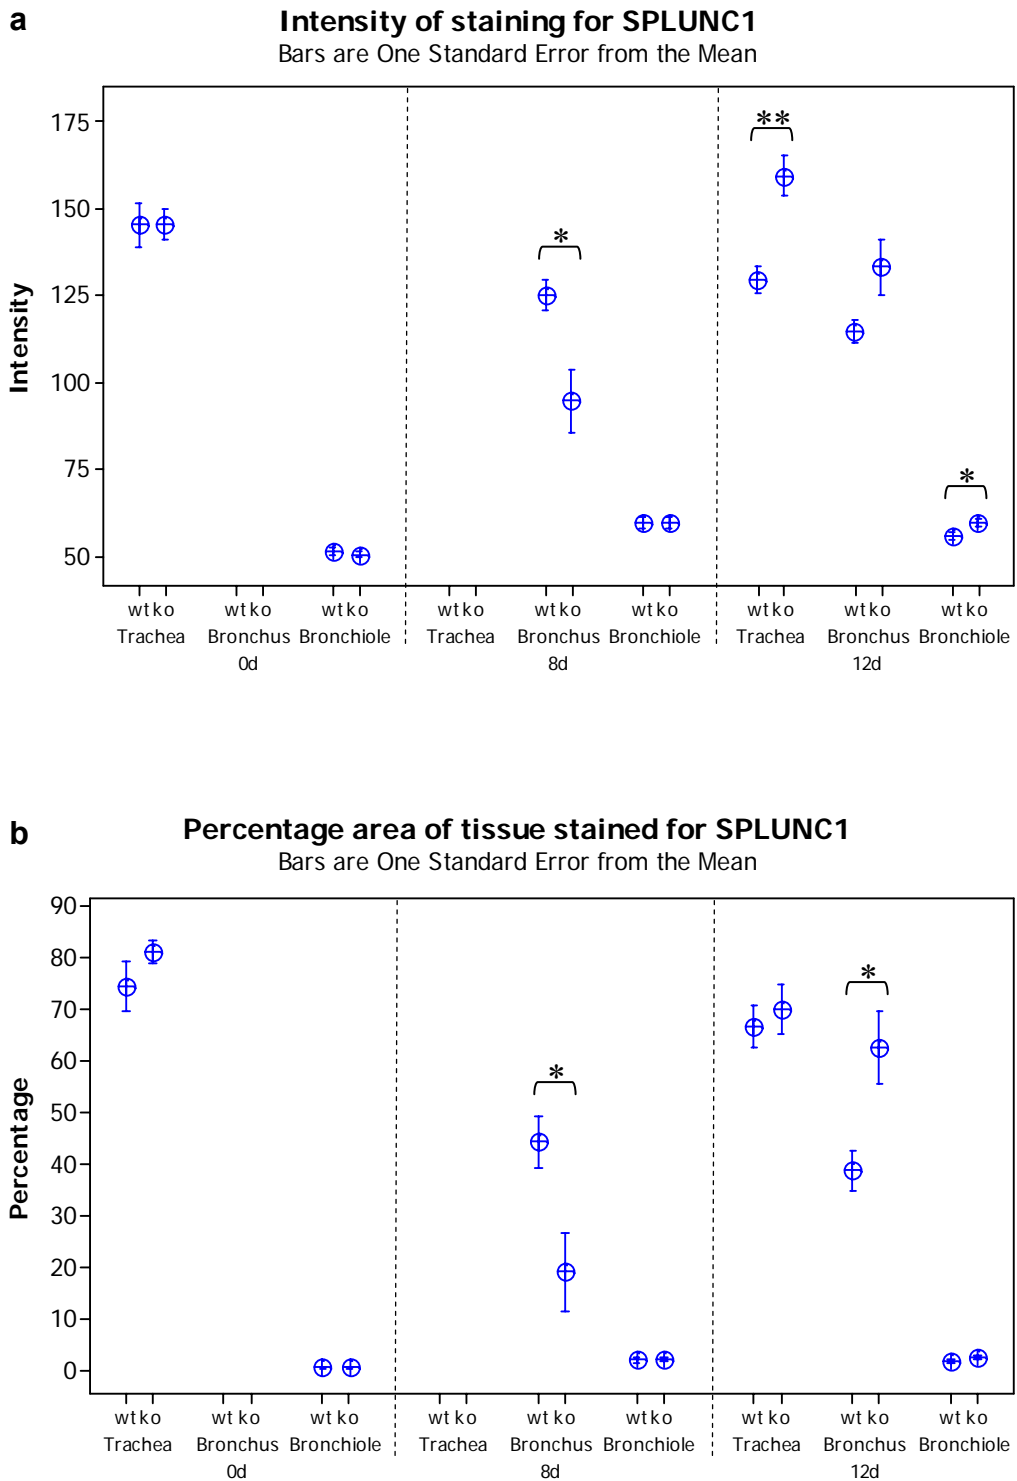 a
Intensity of staining for SPLUNC1
Bars are One Standard Error from the Mean
175
150
125
100
75
50
Intensity
**
*
*
wt ko wt ko wt ko wt ko wt ko wt ko wt ko wt ko wt ko
Trachea Bronchus Bronchiole Trachea Bronchus Bronchiole Trachea Bronchus Bronchiole
0d 8d 12d
b
Percentage area of tissue stained for SPLUNC1
Bars are One Standard Error from the Mean
90
80
70
60
50
40
30
20
10
0
Percentage
*
*
wt ko wt ko wt ko wt ko wt ko wt ko wt ko wt ko wt ko
Trachea Bronchus Bronchiole Trachea Bronchus Bronchiole Trachea Bronchus Bronchiole
0d 8d 12d